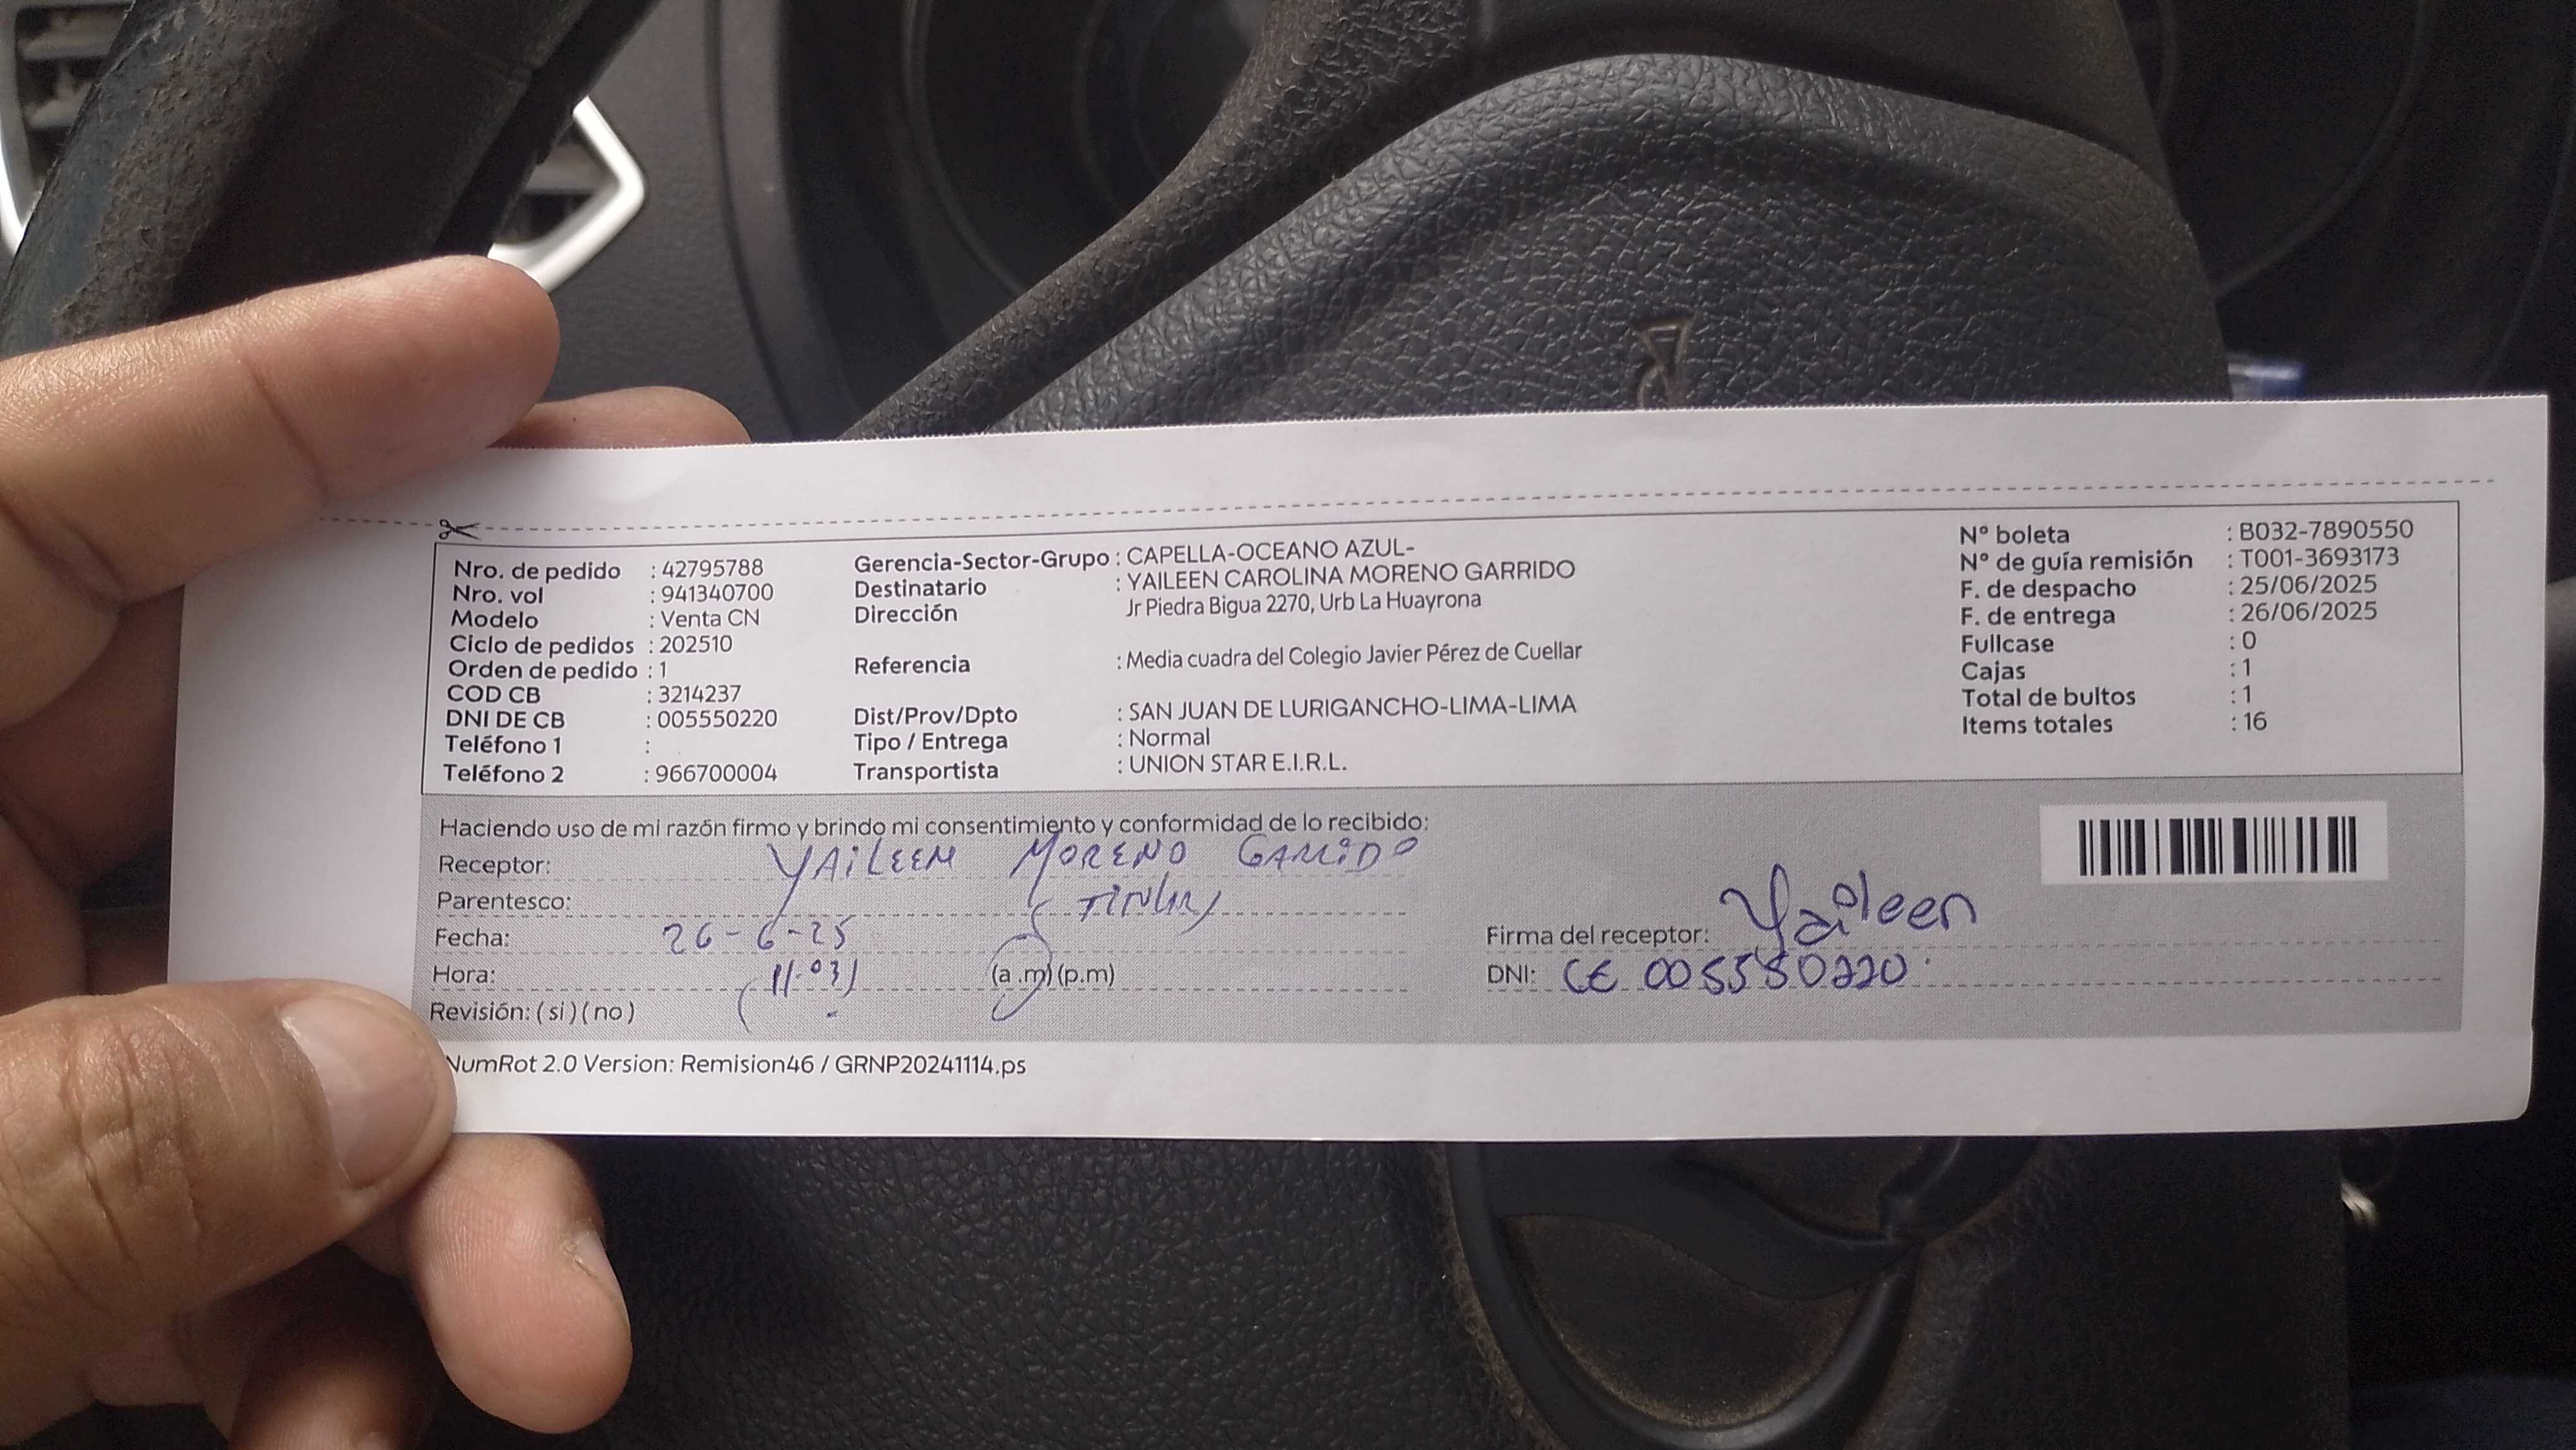 Nro. de pedido : 42795788
Nro. vol : 941340700
Modelo : Venta CN
Ciclo de pedidos : 202510
Orden de pedido : 1
COD CB : 3214237
DNI DE CB : 005550220
Teléfono 1 :
Teléfono 2 : 966700004
Gerencia-Sector-Grupo : CAPELLA-OCEANO AZUL-
Destinatario : YAILEEN CAROLINA MORENO GARRIDO
Dirección Jr Piedra Bigua 2270, Urb La Huayrona
Referencia : Media cuadra del Colegio Javier Pérez de Cuellar
Dist/Prov/Dpto : SAN JUAN DE LURIGANCHO-LIMA-LIMA
Tipo / Entrega : Normal
Transportista : UNION STAR E.I.R.L.
N° boleta : B032-7890550
N° de guía remisión : T001-3693173
F. de despacho : 25/06/2025
F. de entrega : 26/06/2025
Fullcase : 0
Cajas : 1
Total de bultos : 1
Items totales : 16
Haciendo uso de mi razón firmo y brindo mi consentimiento y conformidad de lo recibido:
Receptor: YAiLEEN MORENO GARRiDO
Parentesco: (TiTULAR)
Fecha: 26-6-25
Hora: (11:03) (a.m) (p.m)
Revisión: ( si ) ( no )
Firma del receptor: Yaileen
DNI: CE 005550220.
NumRot 2.0 Version: Remision46 / GRNP20241114.ps